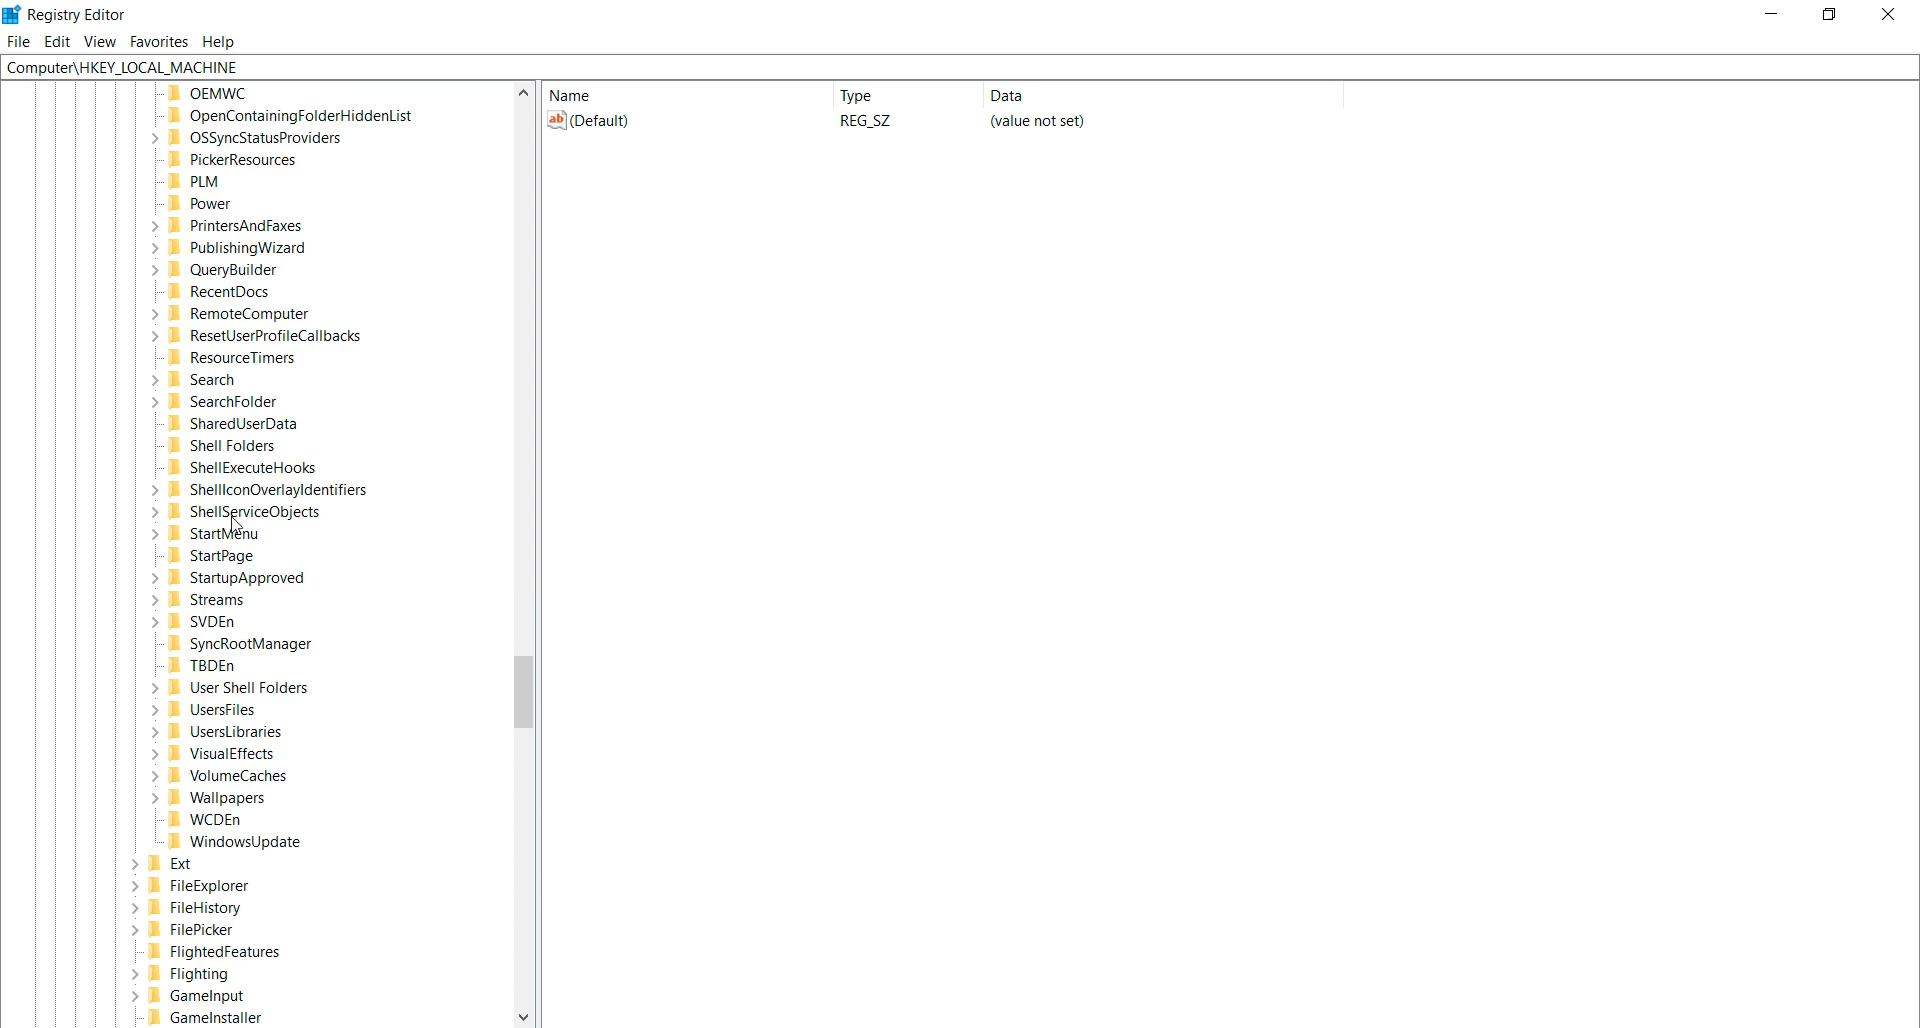 Registry Editor
File Edit View Favorites Help
Computer\HKEY_LOCAL_MACHINE
OEMWC
OpenContainingFolderHiddenList
OSSyncStatusProviders
PickerResources
PLM
Power
PrintersAndFaxes
PublishingWizard
QueryBuilder
RecentDocs
RemoteComputer
ResetUserProfileCallbacks
ResourceTimers
Search
SearchFolder
SharedUserData
Shell Folders
ShellExecuteHooks
ShellIconOverlayIdentifiers
ShellServiceObjects
StartMenu
StartPage
StartupApproved
Streams
SVDEn
SyncRootManager
TBDEn
User Shell Folders
UsersFiles
UsersLibraries
VisualEffects
VolumeCaches
Wallpapers
WCDEn
WindowsUpdate
Ext
FileExplorer
FileHistory
FilePicker
FlightedFeatures
Flighting
GameInput
GameInstaller
Name Type Data
ab (Default) REG_SZ (value not set)